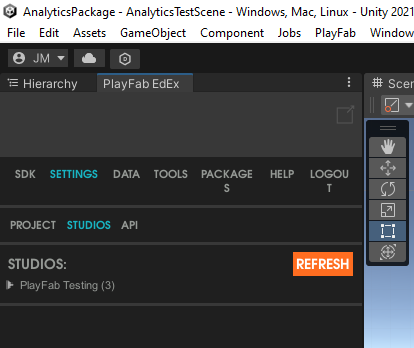 AnalyticsPackage - AnalyticsTestScene - Windows, Mac, Linux - Unity 2021
File Edit Assets GameObject Component Jobs PlayFab Window
JM
Hierarchy PlayFab EdEx Scen
SDK SETTINGS DATA TOOLS PACKAGES HELP LOGOUT
PROJECT STUDIOS API
STUDIOS: REFRESH
PlayFab Testing (3)